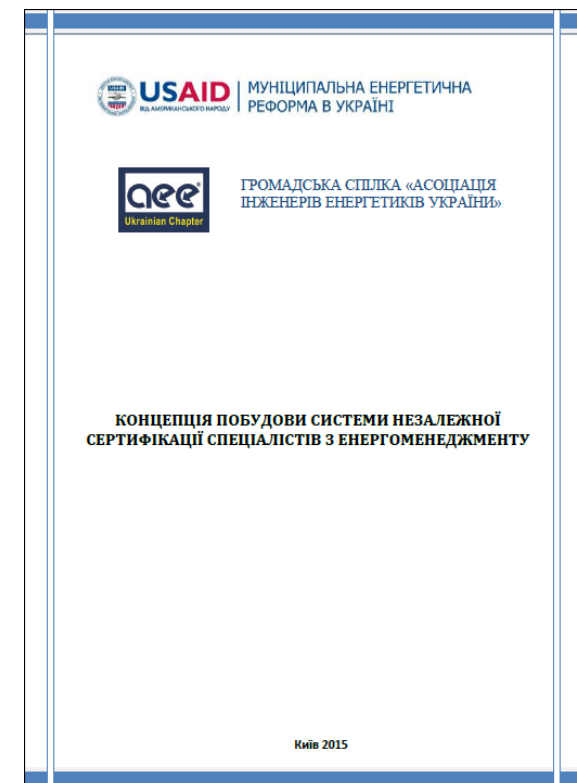 USAID
ВІД АМЕРИКАНСЬКОГО НАРОДУ
МУНІЦИПАЛЬНА ЕНЕРГЕТИЧНА
РЕФОРМА В УКРАЇНІ
aee
Ukrainian Chapter
ГРОМАДСЬКА СПІЛКА «АСОЦІАЦІЯ
ІНЖЕНЕРІВ ЕНЕРГЕТИКІВ УКРАЇНИ»
КОНЦЕПЦІЯ ПОБУДОВИ СИСТЕМИ НЕЗАЛЕЖНОЇ
СЕРТИФІКАЦІЇ СПЕЦІАЛІСТІВ З ЕНЕРГОМЕНЕДЖМЕНТУ
Київ 2015